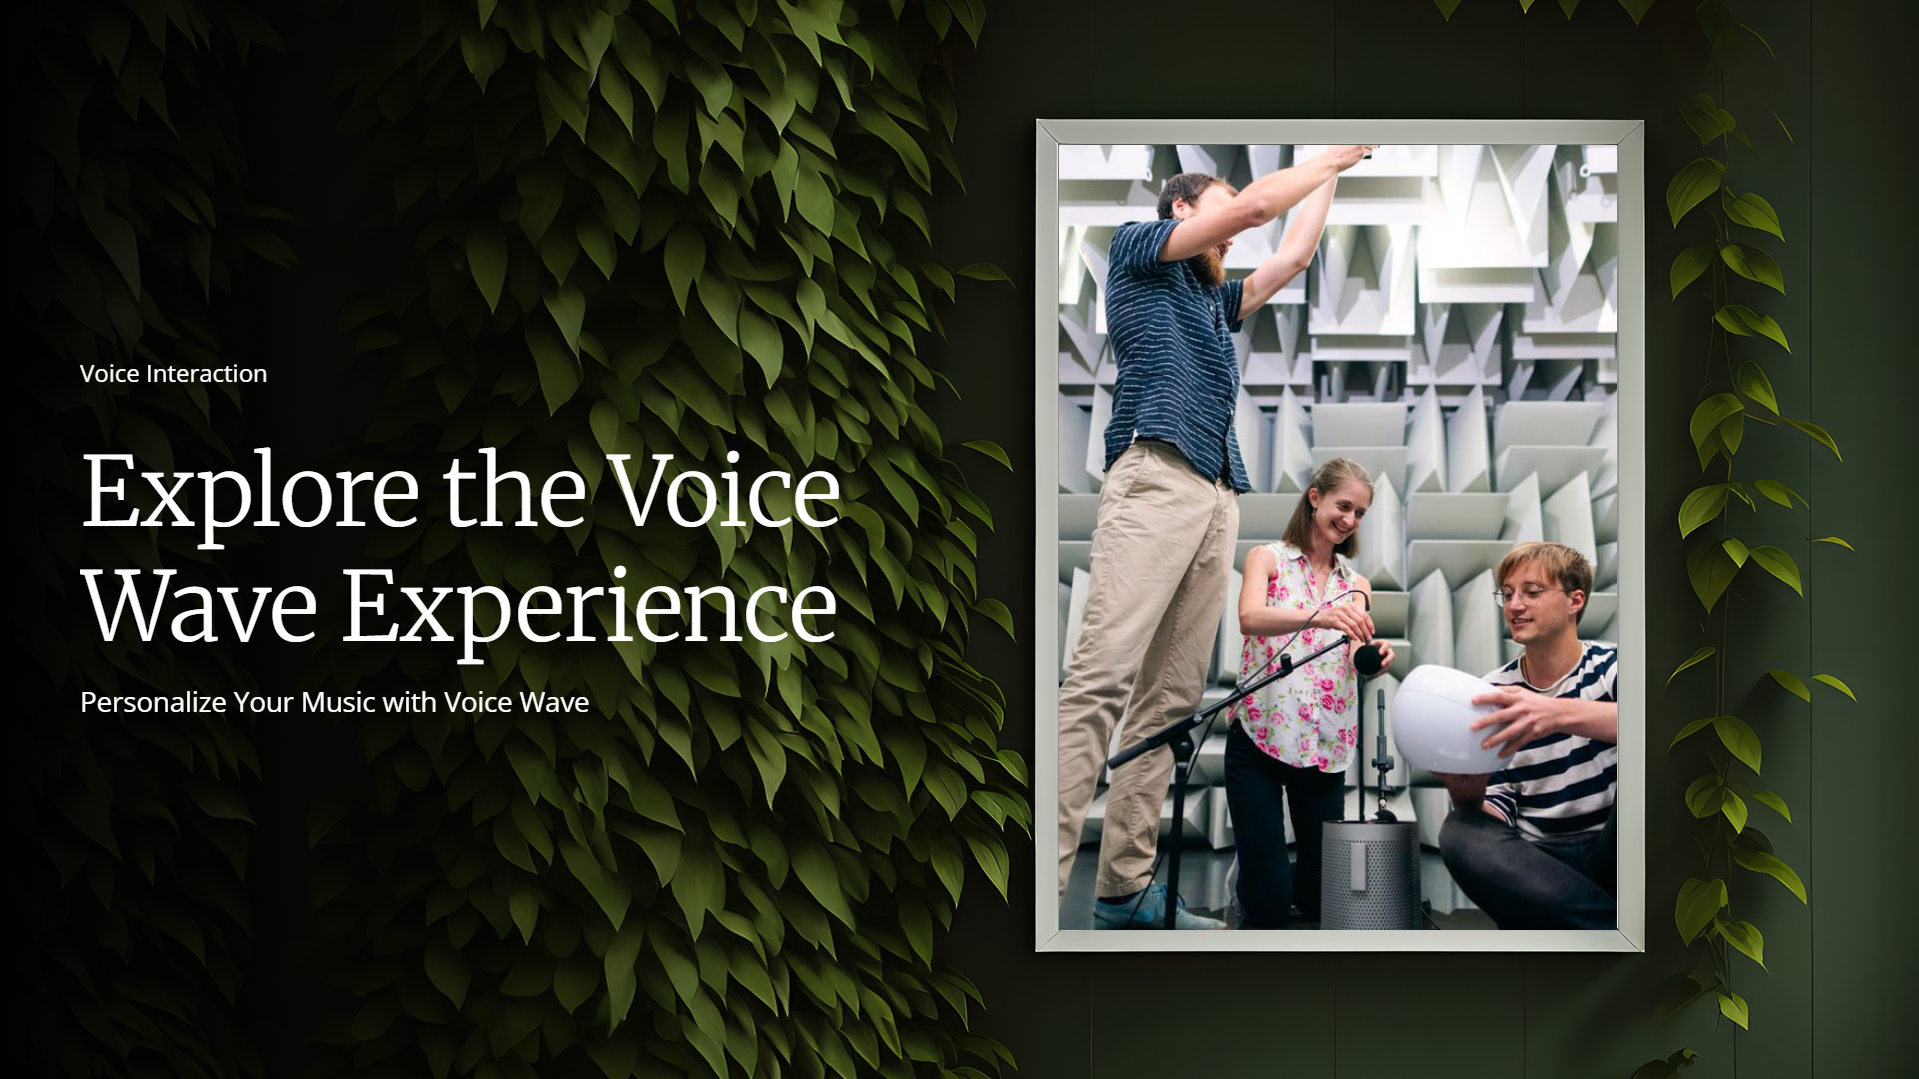 Voice Interaction
Explore the Voice
Wave Experience
Personalize Your Music with Voice Wave